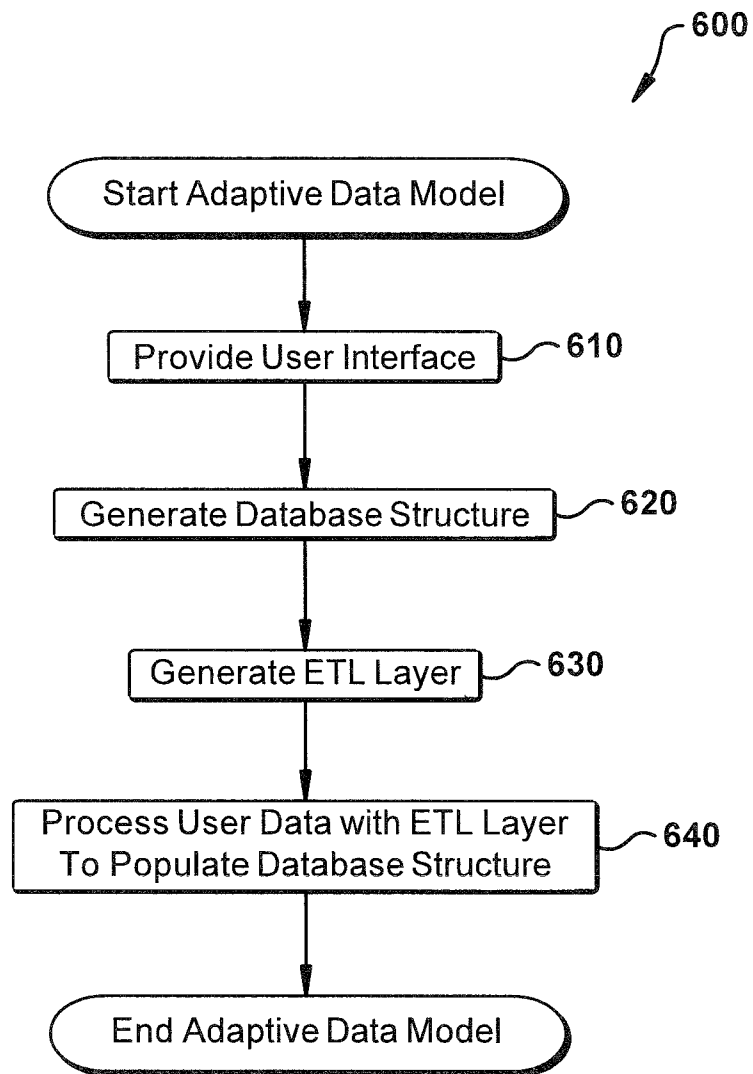 600
Start Adaptive Data Model
Provide User Interface
610
Generate Database Structure
620
Generate ETL Layer
630
Process User Data with ETL Layer
To Populate Database Structure
640
End Adaptive Data Model